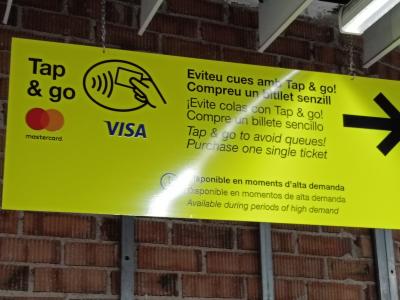 Tap
& go
Tap
& go
mastercard
VISA
Eviteu cues amb Tap & go!
Compreu un bitllet senzill
¡Evite colas con Tap & go!
Compre un billete sencillo
Tap & go to avoid queues!
Purchase one single ticket
Disponible en moments d'alta demanda
Disponible en momentos de alta demanda
Available during periods of high demand